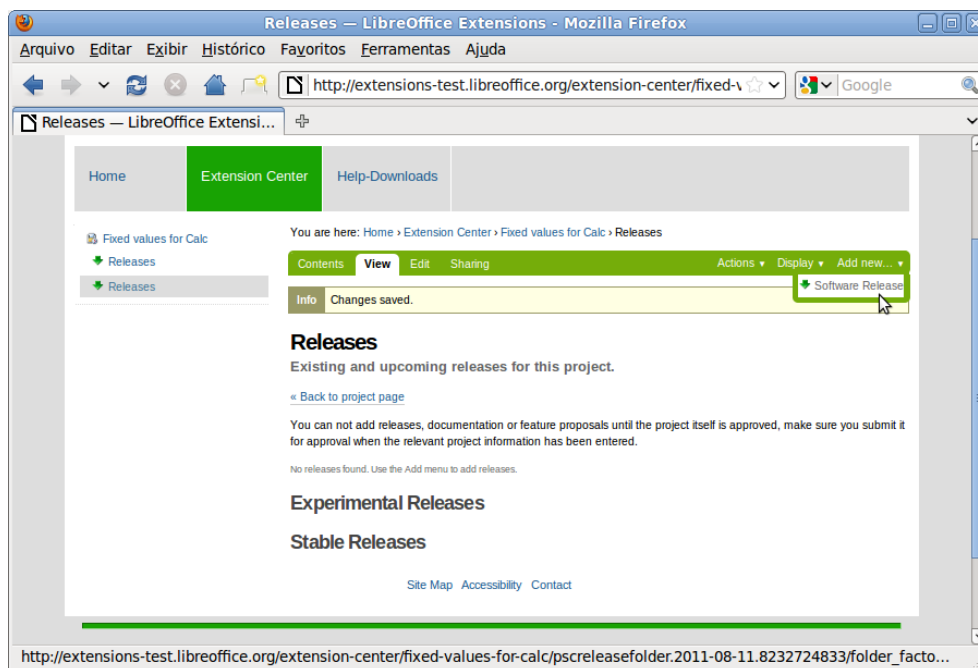 Releases — LibreOffice Extensions - Mozilla Firefox
Arquivo Editar Exibir Histórico Favoritos Ferramentas Ajuda
http://extensions-test.libreoffice.org/extension-center/fixed-v Google
Releases — LibreOffice Extensi...
Home Extension Center Help-Downloads
Fixed values for Calc
Releases
Releases
You are here: Home › Extension Center › Fixed values for Calc › Releases
Contents View Edit Sharing Actions Display Add new...
Software Release
Info Changes saved.
Releases
Existing and upcoming releases for this project.
« Back to project page
You can not add releases, documentation or feature proposals until the project itself is approved, make sure you submit it
for approval when the relevant project information has been entered.
No releases found. Use the Add menu to add releases.
Experimental Releases
Stable Releases
Site Map Accessibility Contact
http://extensions-test.libreoffice.org/extension-center/fixed-values-for-calc/pscreleasefolder.2011-08-11.8232724833/folder_facto...